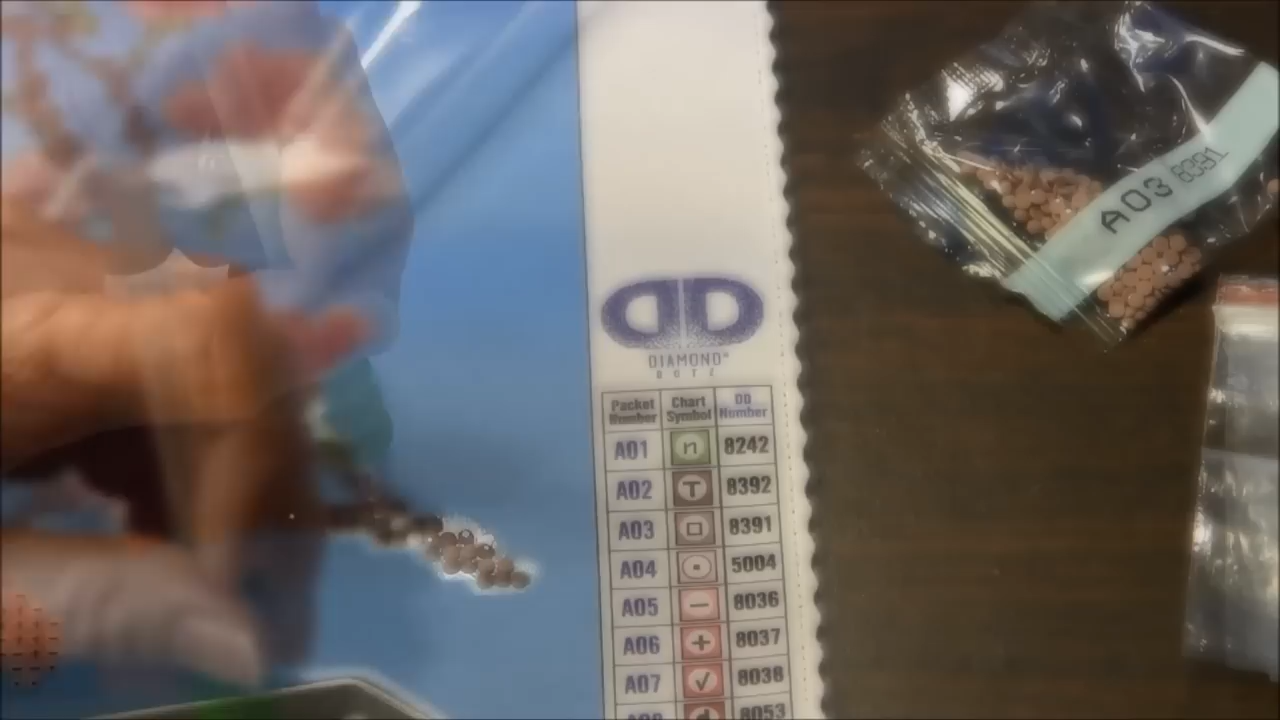 A03 8391
DD
DIAMOND
DOTZ
Packet Number Chart Symbol DD Number
A01 n 8242
A02 T 8392
A03 8391
A04 5004
A05 − 8036
A06 + 8037
A07 √ 8038
8053